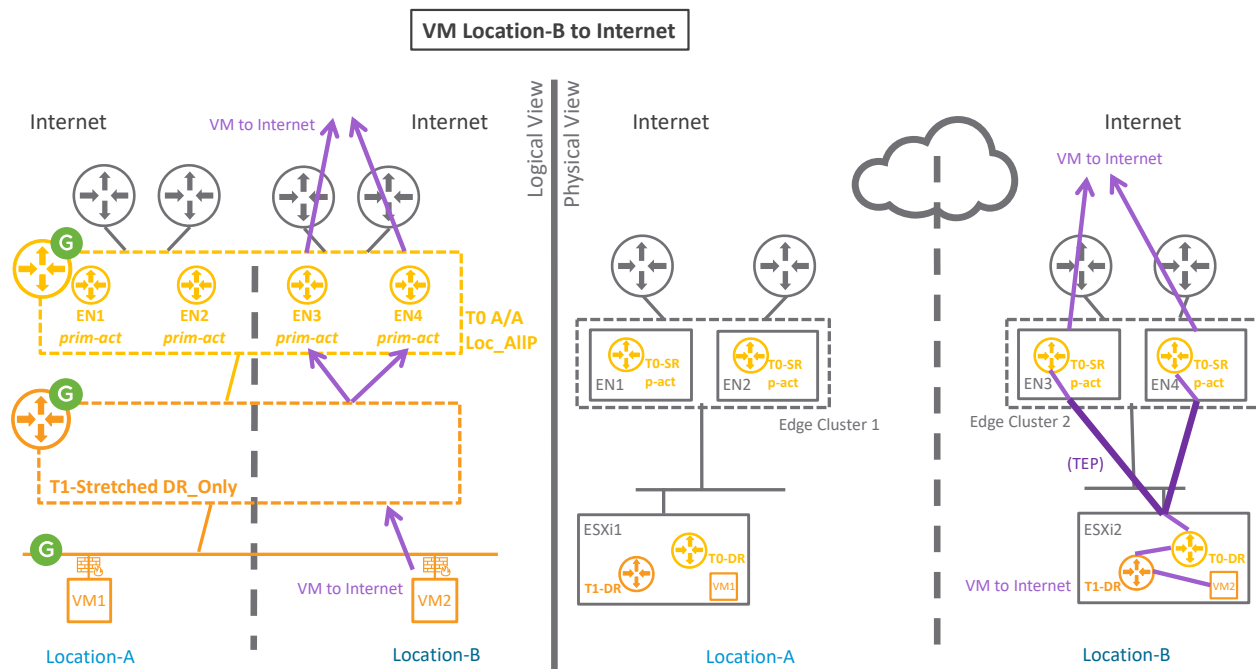 VM Location-B to Internet
Logical View
Physical View
Internet
VM to Internet
Internet
G
EN1
prim-act
EN2
prim-act
EN3
prim-act
EN4
prim-act
T0 A/A
Loc_AllP
G
T1-Stretched DR_Only
G
VM1
VM to Internet
VM2
Location-A
Location-B
Internet
Internet
VM to Internet
T0-SR
p-act
EN1
T0-SR
p-act
EN2
Edge Cluster 1
T0-SR
p-act
EN3
T0-SR
p-act
EN4
Edge Cluster 2
(TEP)
ESXi1
T0-DR
T1-DR
VM1
ESXi2
T0-DR
T1-DR
VM2
VM to Internet
Location-A
Location-B